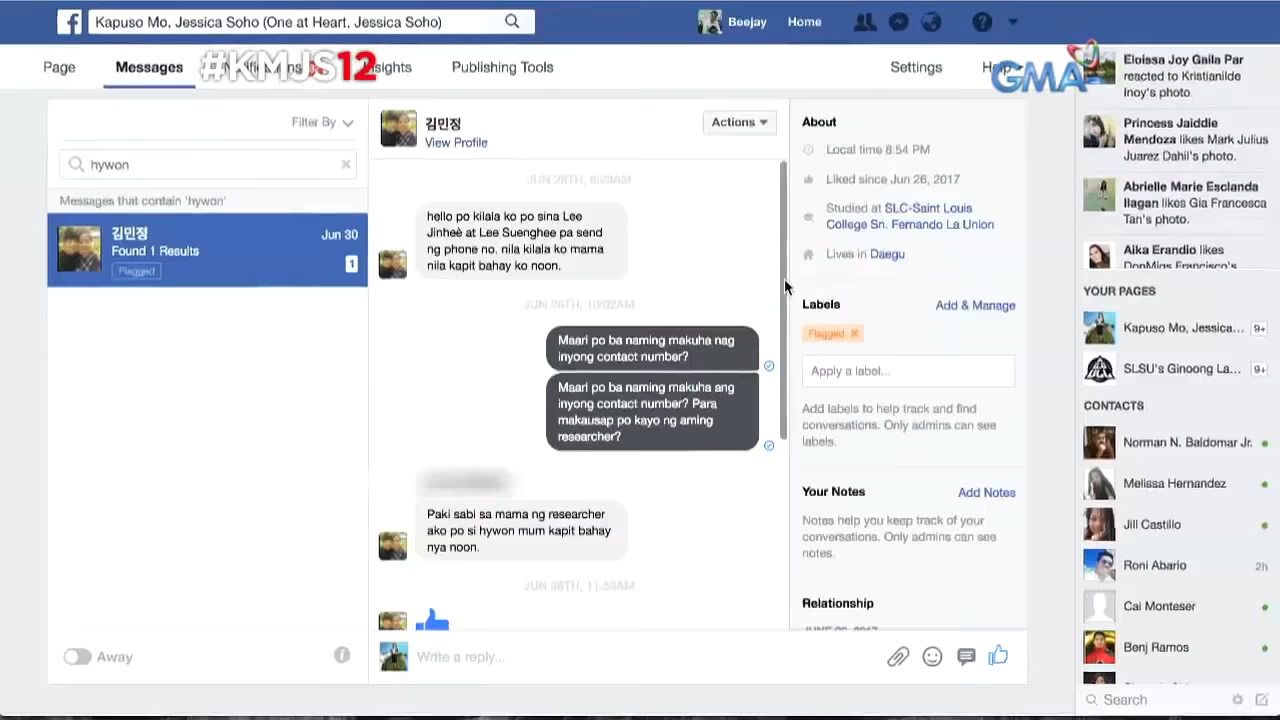 Kapuso Mo, Jessica Soho (One at Heart, Jessica Soho)
Beejay
Home
Page
Messages
#KMJS12
Insights
Publishing Tools
Settings
Help
GMA
Filter By
hywon
Messages that contain 'hywon'
김민정
Jun 30
Found 1 Results
Flagged
1
Away
김민정
View Profile
Actions
hello po kilala ko po sina Lee
Jinheè at Lee Suenghee pa send
ng phone no. nila kilala ko mama
nila kapit bahay ko noon.
Maari po ba naming makuha nag
inyong contact number?
Maari po ba naming makuha ang
inyong contact number? Para
makausap po kayo ng aming
researcher?
Paki sabi sa mama ng researcher
ako po si hywon mum kapit bahay
nya noon.
Write a reply...
About
Local time 8:54 PM
Liked since Jun 26, 2017
Studied at SLC-Saint Louis
College Sn. Fernando La Union
Lives in Daegu
Labels
Add & Manage
Flagged
Apply a label...
Add labels to help track and find
conversations. Only admins can see
labels.
Your Notes
Add Notes
Notes help you keep track of your
conversations. Only admins can see
notes.
Relationship
Eloissa Joy Gaila Par
reacted to Kristianilde
Inoy's photo.
Princess Jaiddie
Mendoza likes Mark Julius
Juarez Dahil's photo.
Abrielle Marie Esclanda
Ilagan likes Gia Francesca
Tan's photo.
Aika Erandio likes
DonMigs Francisco's
YOUR PAGES
Kapuso Mo, Jessica...
9+
SLSU's Ginoong La...
9+
CONTACTS
Norman N. Baldomar Jr.
Melissa Hernandez
Jill Castillo
Roni Abario
2h
Cai Monteser
Benj Ramos
Search